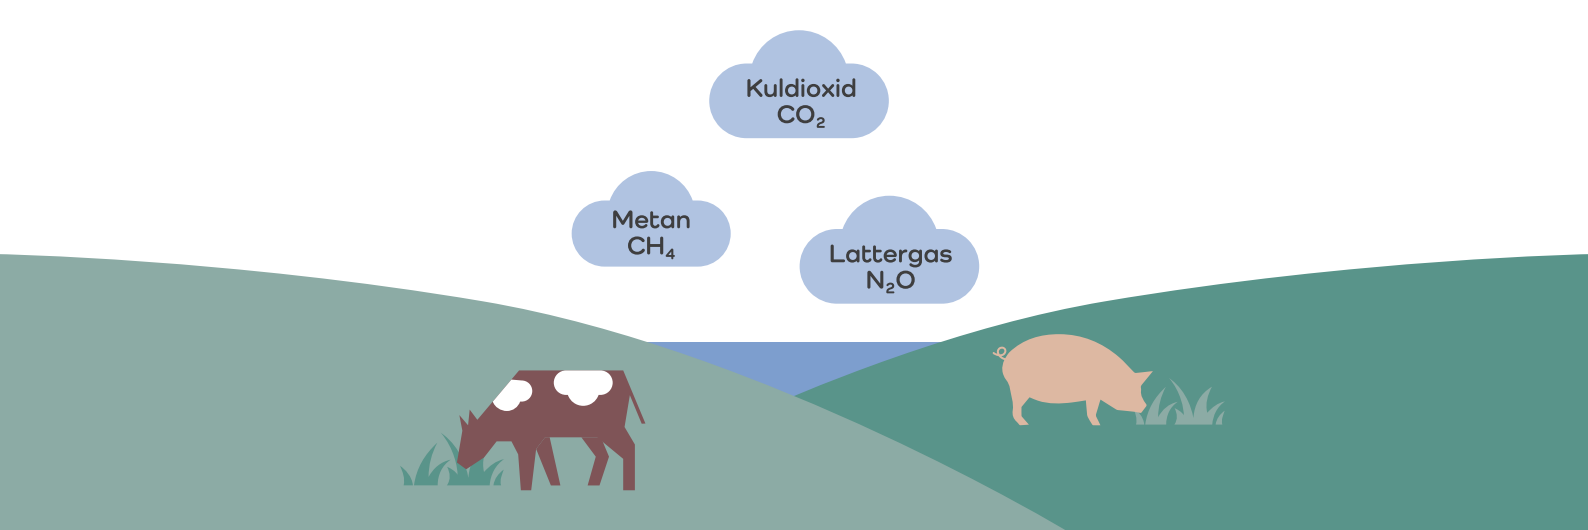 Kuldioxid
CO₂
Metan
CH₄
Lattergas
N₂O